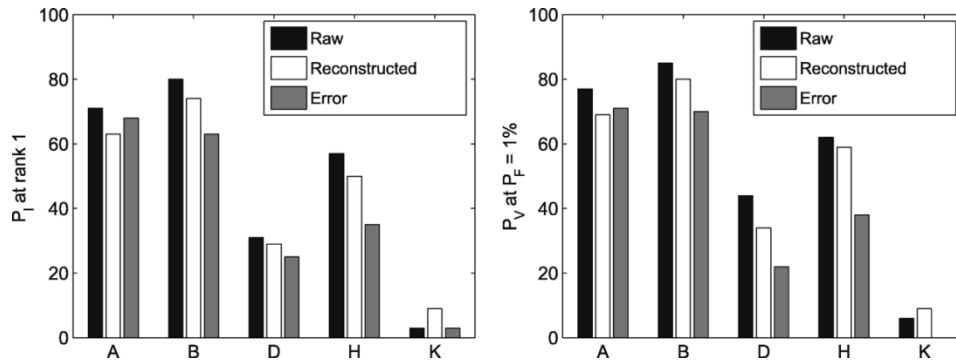 100
80
60
40
20
0
P_I at rank 1
Raw
Reconstructed
Error
A B D H K
100
80
60
40
20
0
P_V at P_F = 1%
Raw
Reconstructed
Error
A B D H K